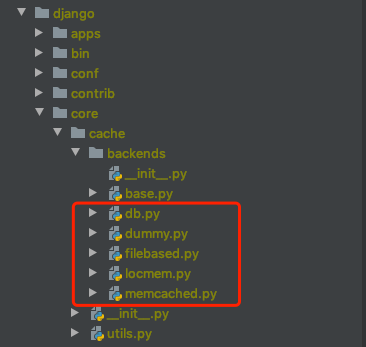 django
apps
bin
conf
contrib
core
cache
backends
__init__.py
base.py
db.py
dummy.py
filebased.py
locmem.py
memcached.py
__init__.py
utils.py